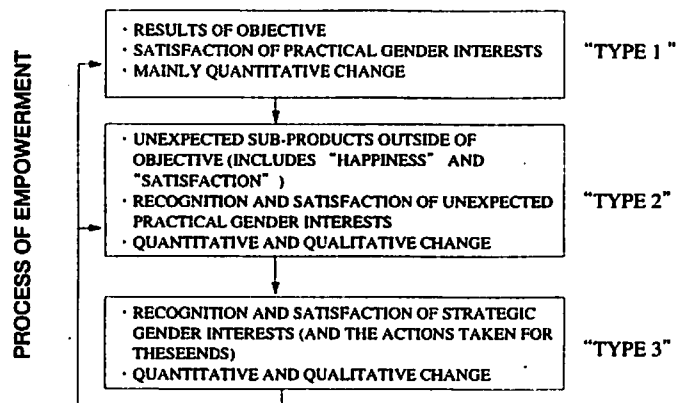 PROCESS OF EMPOWERMENT
· RESULTS OF OBJECTIVE
· SATISFACTION OF PRACTICAL GENDER INTERESTS
· MAINLY QUANTITATIVE CHANGE
“TYPE 1 ”
· UNEXPECTED SUB-PRODUCTS OUTSIDE OF
OBJECTIVE (INCLUDES “HAPPINESS” AND
“SATISFACTION” )
· RECOGNITION AND SATISFACTION OF UNEXPECTED
PRACTICAL GENDER INTERESTS
· QUANTITATIVE AND QUALITATIVE CHANGE
“TYPE 2”
· RECOGNITION AND SATISFACTION OF STRATEGIC
GENDER INTERESTS (AND THE ACTIONS TAKEN FOR
THESEENDS)
· QUANTITATIVE AND QUALITATIVE CHANGE
“TYPE 3”